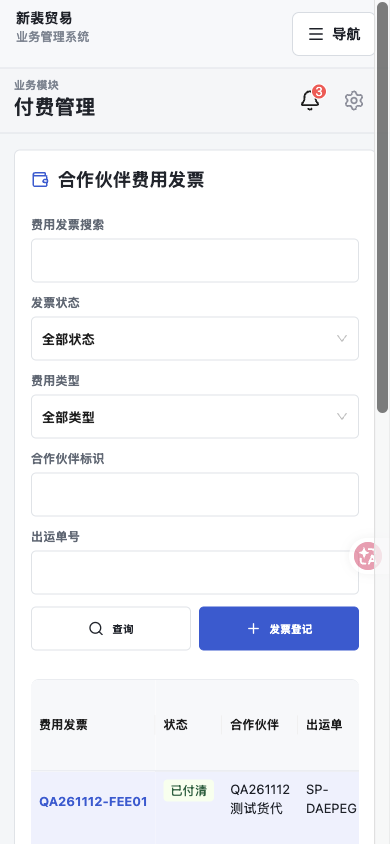 新裴贸易
业务管理系统
导航
业务模块
付费管理
3
合作伙伴费用发票
费用发票搜索
发票状态
全部状态
费用类型
全部类型
合作伙伴标识
出运单号
查询
发票登记
费用发票 状态 合作伙伴 出运单
QA261112-FEE01 已付清 QA261112 SP-
测试货代 DAEPEG